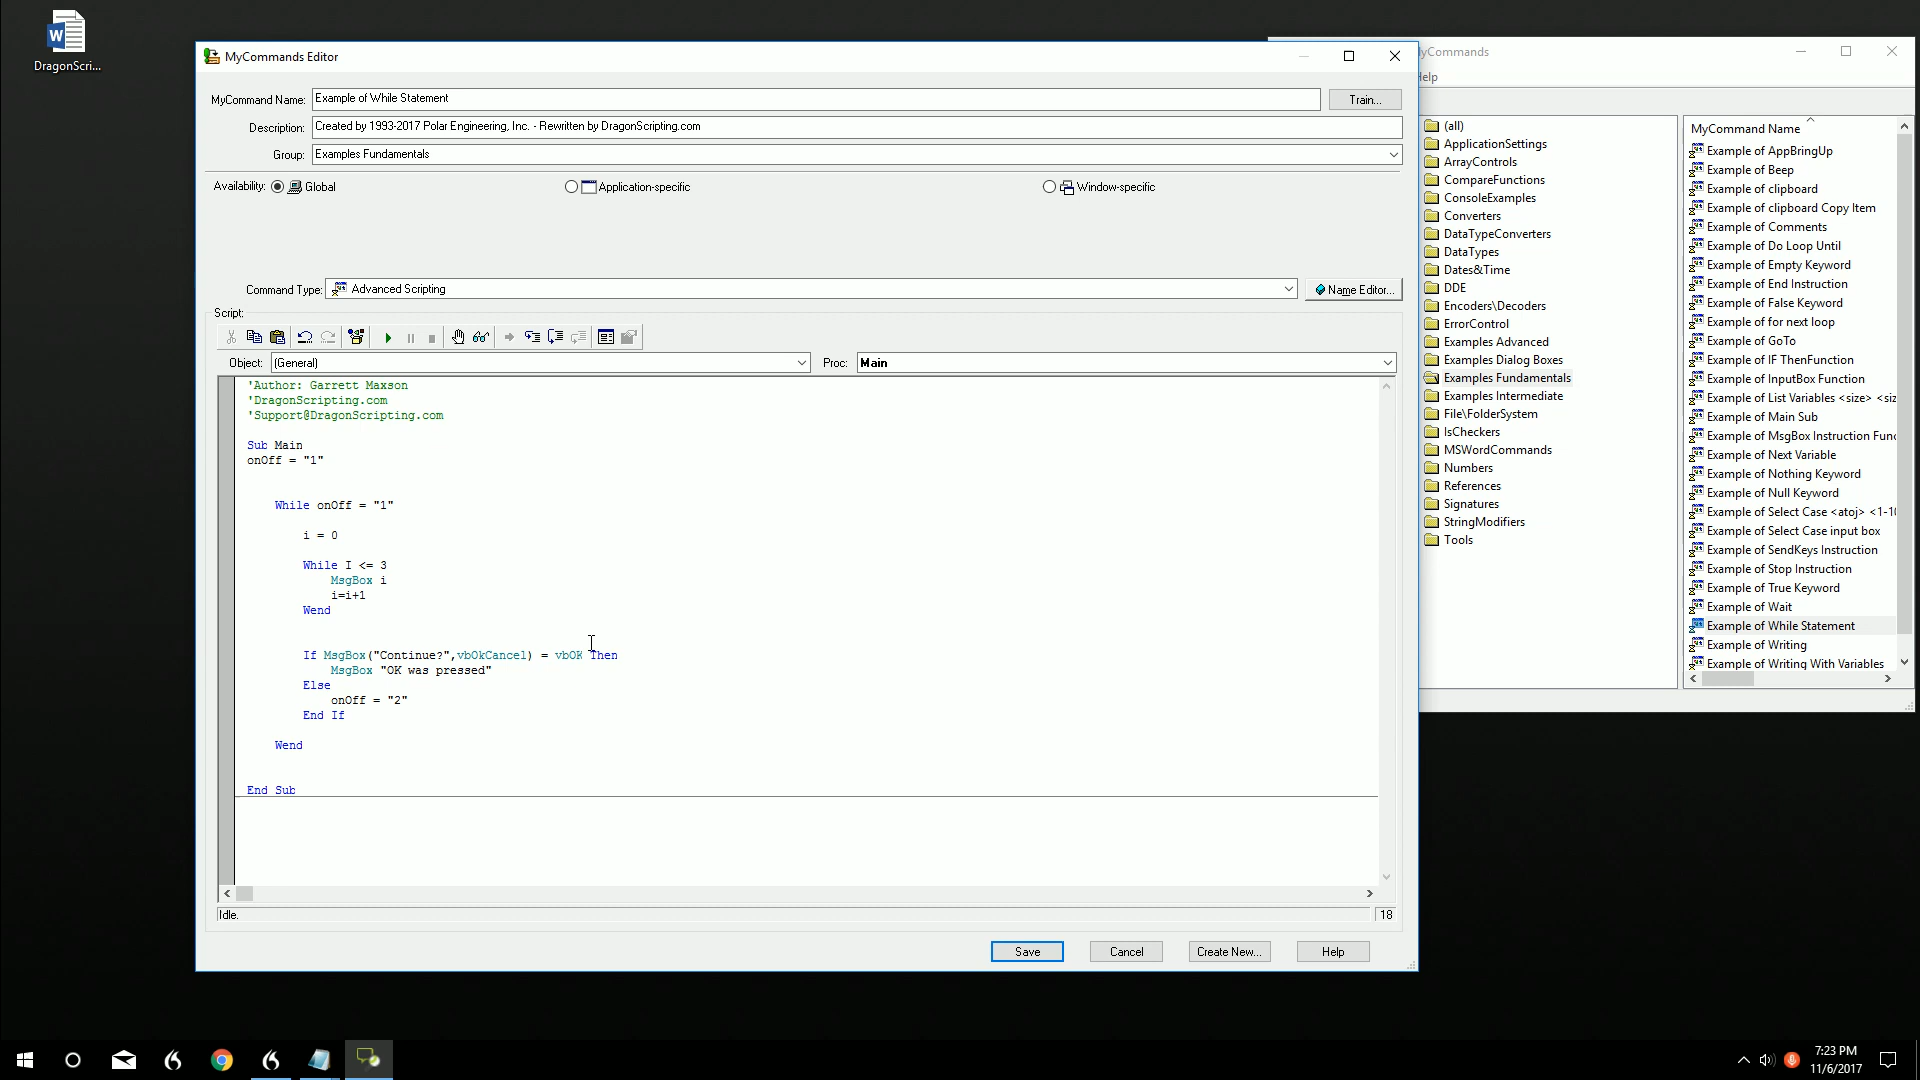 DragonScri...
MyCommands Editor
MyCommand Name:
Example of While Statement
Train...
Description:
Created by 1993-2017 Polar Engineering, Inc. - Rewritten by DragonScripting.com
Group:
Examples Fundamentals
Availability:
Global
Application-specific
Window-specific
Command Type:
Advanced Scripting
Name Editor...
Script:
Object:
(General)
Proc:
Main
'Author: Garrett Maxson
'DragonScripting.com
'Support@DragonScripting.com
Sub Main
onOff = "1"
While onOff = "1"
i = 0
While I <= 3
MsgBox i
i=i+1
Wend
If MsgBox("Continue?",vbOkCancel) = vbOK Then
MsgBox "OK was pressed"
Else
onOff = "2"
End If
Wend
End Sub
Idle.
18
Save
Cancel
Create New...
Help
yCommands
elp
(all)
ApplicationSettings
ArrayControls
CompareFunctions
ConsoleExamples
Converters
DataTypeConverters
DataTypes
Dates&Time
DDE
Encoders\Decoders
ErrorControl
Examples Advanced
Examples Dialog Boxes
Examples Fundamentals
Examples Intermediate
File\FolderSystem
IsCheckers
MSWordCommands
Numbers
References
Signatures
StringModifiers
Tools
MyCommand Name
Example of AppBringUp
Example of Beep
Example of clipboard
Example of clipboard Copy Item
Example of Comments
Example of Do Loop Until
Example of Empty Keyword
Example of End Instruction
Example of False Keyword
Example of for next loop
Example of GoTo
Example of IF ThenFunction
Example of InputBox Function
Example of List Variables <size> <siz
Example of Main Sub
Example of MsgBox Instruction Func
Example of Next Variable
Example of Nothing Keyword
Example of Null Keyword
Example of Select Case <atoj> <1-10
Example of Select Case input box
Example of SendKeys Instruction
Example of Stop Instruction
Example of True Keyword
Example of Wait
Example of While Statement
Example of Writing
Example of Writing With Variables
7:23 PM
11/6/2017